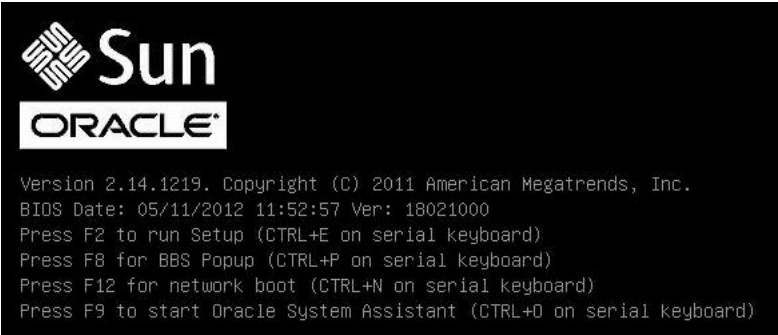 Sun
ORACLE
Version 2.14.1219. Copyright (C) 2011 American Megatrends, Inc.
BIOS Date: 05/11/2012 11:52:57 Ver: 18021000
Press F2 to run Setup (CTRL+E on serial keyboard)
Press F8 for BBS Popup (CTRL+P on serial keyboard)
Press F12 for network boot (CTRL+N on serial keyboard)
Press F9 to start Oracle System Assistant (CTRL+O on serial keyboard)